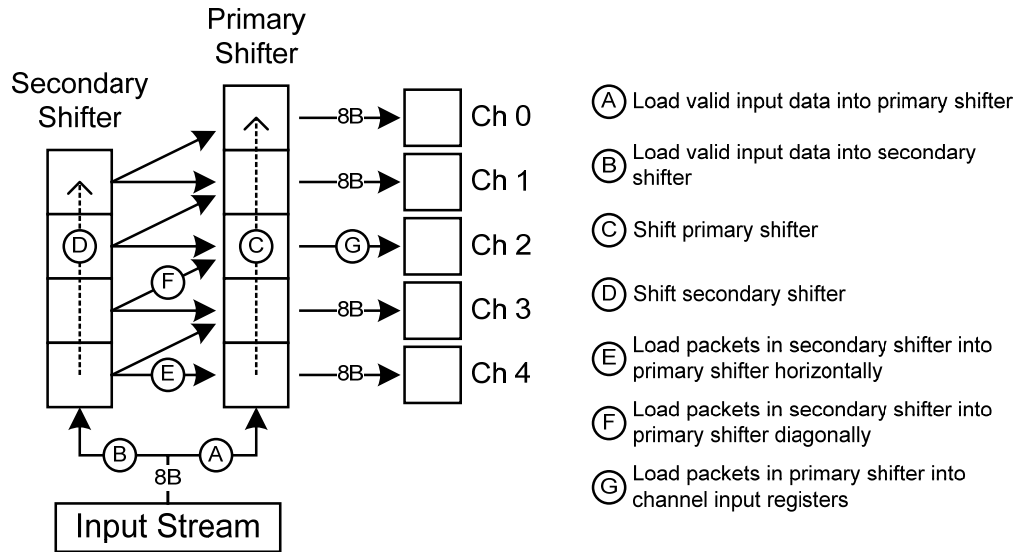 Primary
Shifter
Secondary
Shifter
8B
Ch 0
8B
Ch 1
D
C
G
Ch 2
F
8B
Ch 3
E
8B
Ch 4
B
A
8B
Input Stream
A Load valid input data into primary shifter
B Load valid input data into secondary
shifter
C Shift primary shifter
D Shift secondary shifter
E Load packets in secondary shifter into
primary shifter horizontally
F Load packets in secondary shifter into
primary shifter diagonally
G Load packets in primary shifter into
channel input registers